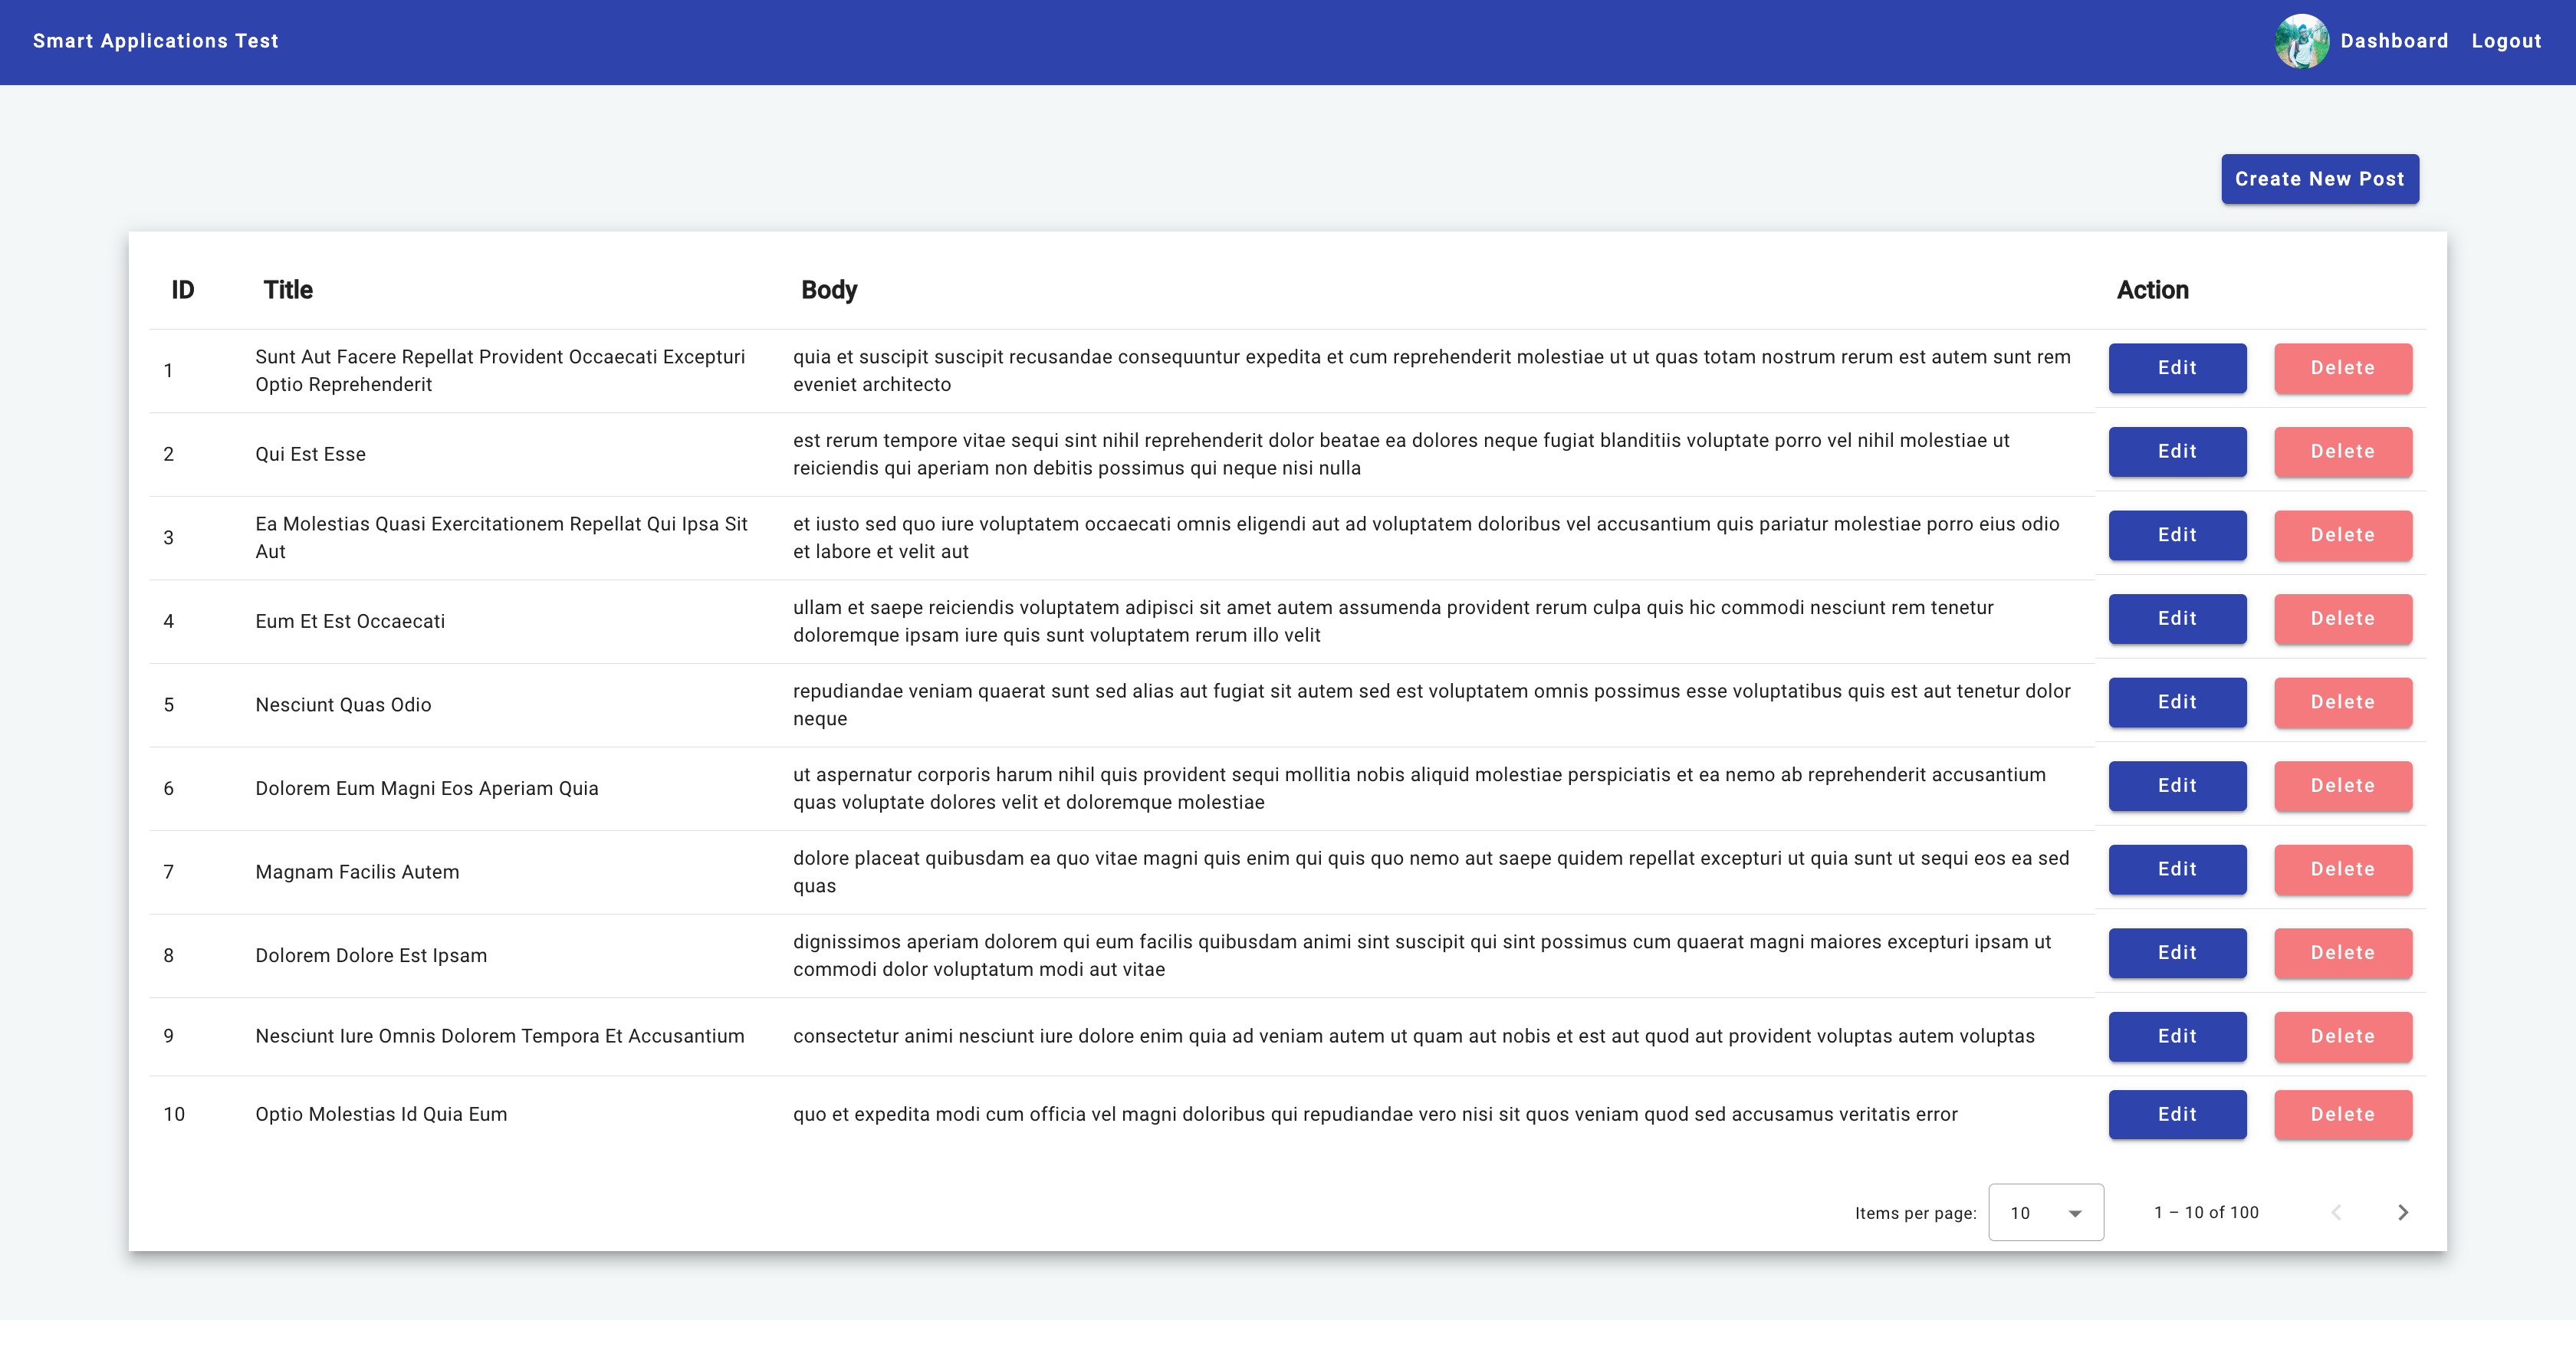 Smart Applications Test Dashboard Logout
Create New Post
ID Title Body Action
1 Sunt Aut Facere Repellat Provident Occaecati Excepturi quia et suscipit suscipit recusandae consequuntur expedita et cum reprehenderit molestiae ut ut quas totam nostrum rerum est autem sunt rem Edit Delete
Optio Reprehenderit eveniet architecto
2 Qui Est Esse est rerum tempore vitae sequi sint nihil reprehenderit dolor beatae ea dolores neque fugiat blanditiis voluptate porro vel nihil molestiae ut Edit Delete
reiciendis qui aperiam non debitis possimus qui neque nisi nulla
3 Ea Molestias Quasi Exercitationem Repellat Qui Ipsa Sit et iusto sed quo iure voluptatem occaecati omnis eligendi aut ad voluptatem doloribus vel accusantium quis pariatur molestiae porro eius odio Edit Delete
Aut et labore et velit aut
4 Eum Et Est Occaecati ullam et saepe reiciendis voluptatem adipisci sit amet autem assumenda provident rerum culpa quis hic commodi nesciunt rem tenetur Edit Delete
doloremque ipsam iure quis sunt voluptatem rerum illo velit
5 Nesciunt Quas Odio repudiandae veniam quaerat sunt sed alias aut fugiat sit autem sed est voluptatem omnis possimus esse voluptatibus quis est aut tenetur dolor Edit Delete
neque
6 Dolorem Eum Magni Eos Aperiam Quia ut aspernatur corporis harum nihil quis provident sequi mollitia nobis aliquid molestiae perspiciatis et ea nemo ab reprehenderit accusantium Edit Delete
quas voluptate dolores velit et doloremque molestiae
7 Magnam Facilis Autem dolore placeat quibusdam ea quo vitae magni quis enim qui quis quo nemo aut saepe quidem repellat excepturi ut quia sunt ut sequi eos ea sed Edit Delete
quas
8 Dolorem Dolore Est Ipsam dignissimos aperiam dolorem qui eum facilis quibusdam animi sint suscipit qui sint possimus cum quaerat magni maiores excepturi ipsam ut Edit Delete
commodi dolor voluptatum modi aut vitae
9 Nesciunt Iure Omnis Dolorem Tempora Et Accusantium consectetur animi nesciunt iure dolore enim quia ad veniam autem ut quam aut nobis et est aut quod aut provident voluptas autem voluptas Edit Delete
10 Optio Molestias Id Quia Eum quo et expedita modi cum officia vel magni doloribus qui repudiandae vero nisi sit quos veniam quod sed accusamus veritatis error Edit Delete
Items per page: 10 1 – 10 of 100